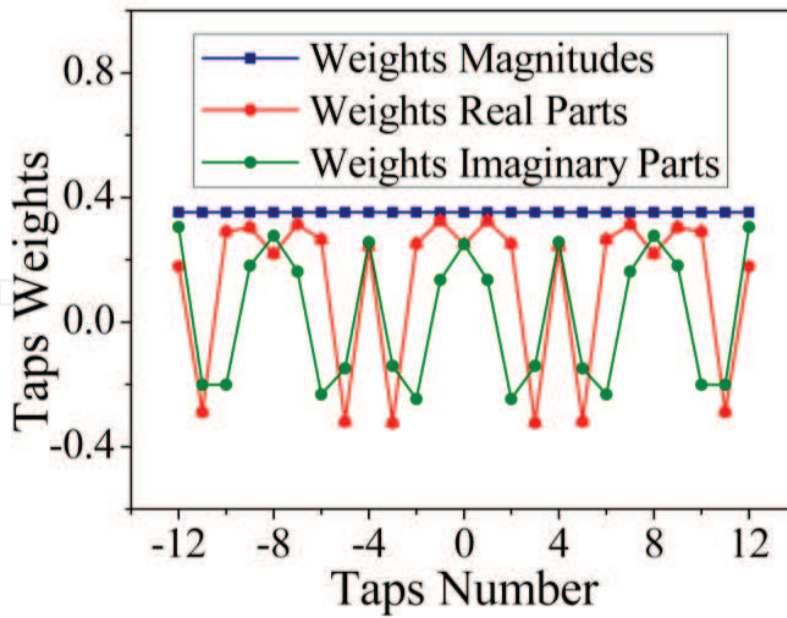 Weights Magnitudes
Weights Real Parts
Weights Imaginary Parts
Taps Weights
0.8
0.4
0.0
-0.4
-12 -8 -4 0 4 8 12
Taps Number